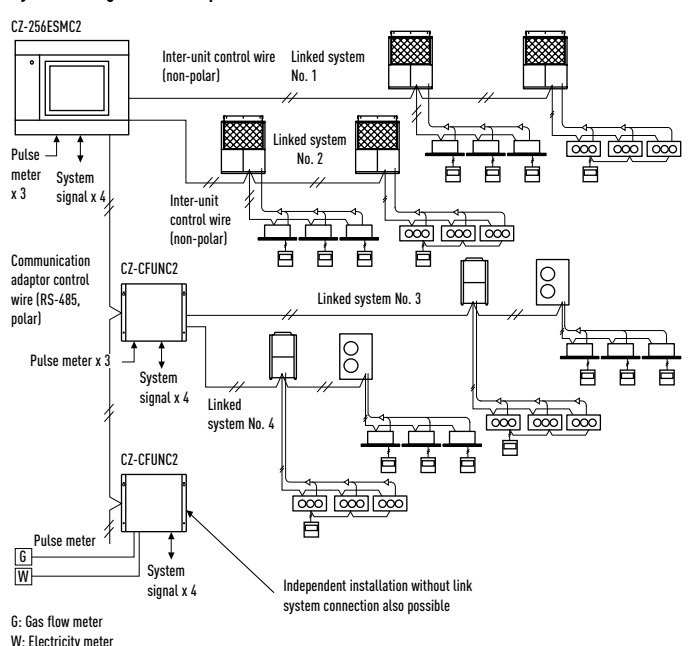 CZ-256ESMC2
Inter-unit control wire
(non-polar)
Linked system
No. 1
Linked system
No. 2
Pulse
meter
x 3
System
signal x 4
Inter-unit
control wire
(non-polar)
Communication
adaptor control
wire (RS-485,
polar)
CZ-CFUNC2
Linked system No. 3
Pulse meter x 3
System
signal x 4
Linked
system No. 4
CZ-CFUNC2
Pulse meter
G
W
System
signal x 4
Independent installation without link
system connection also possible
G: Gas flow meter
W: Electricity meter